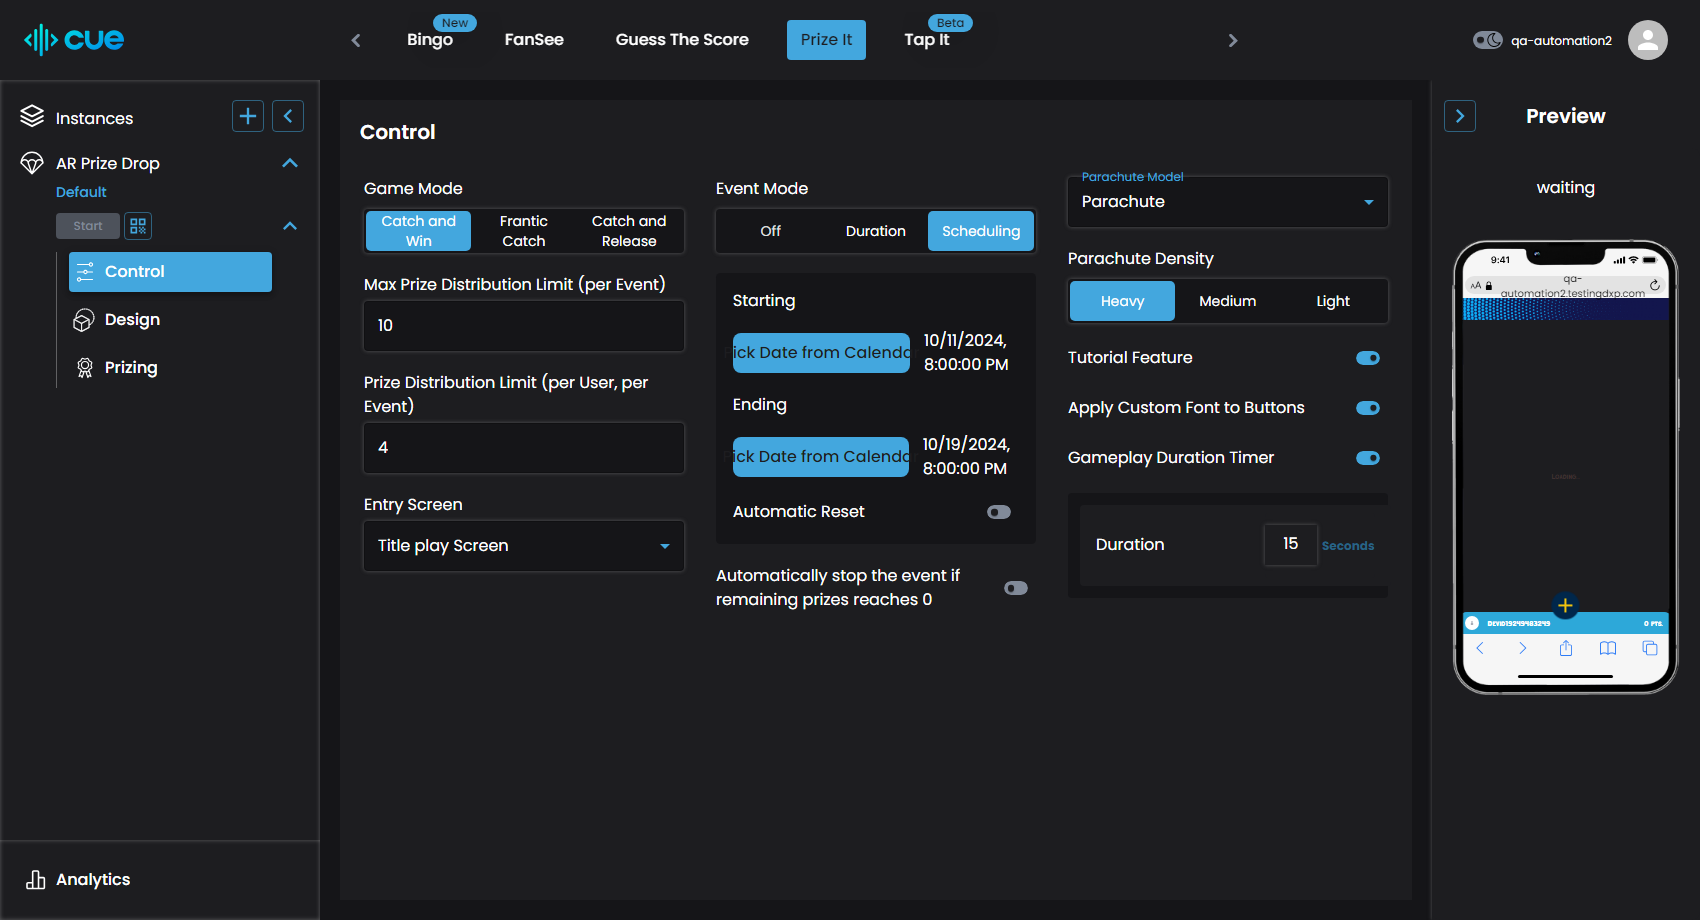 cue
New
Bingo
FanSee
Guess The Score
Prize It
Beta
Tap It
qa-automation2
Instances
AR Prize Drop
Default
Start
Control
Design
Prizing
Analytics
Control
Game Mode
Catch and
Win
Frantic
Catch
Catch and
Release
Max Prize Distribution Limit (per Event)
10
Prize Distribution Limit (per User, per
Event)
4
Entry Screen
Title play Screen
Event Mode
Off
Duration
Scheduling
Starting
Pick Date from Calendar
10/11/2024,
8:00:00 PM
Ending
Pick Date from Calendar
10/19/2024,
8:00:00 PM
Automatic Reset
Automatically stop the event if
remaining prizes reaches 0
Parachute Model
Parachute
Parachute Density
Heavy
Medium
Light
Tutorial Feature
Apply Custom Font to Buttons
Gameplay Duration Timer
Duration
15
Seconds
Preview
waiting
9:41
AA
qa-
automation2.testingdxp.com
0 PTS.